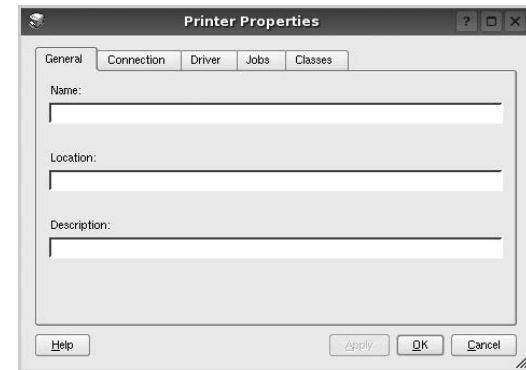 Printer Properties
General Connection Driver Jobs Classes
Name:
Location:
Description:
Help Apply OK Cancel